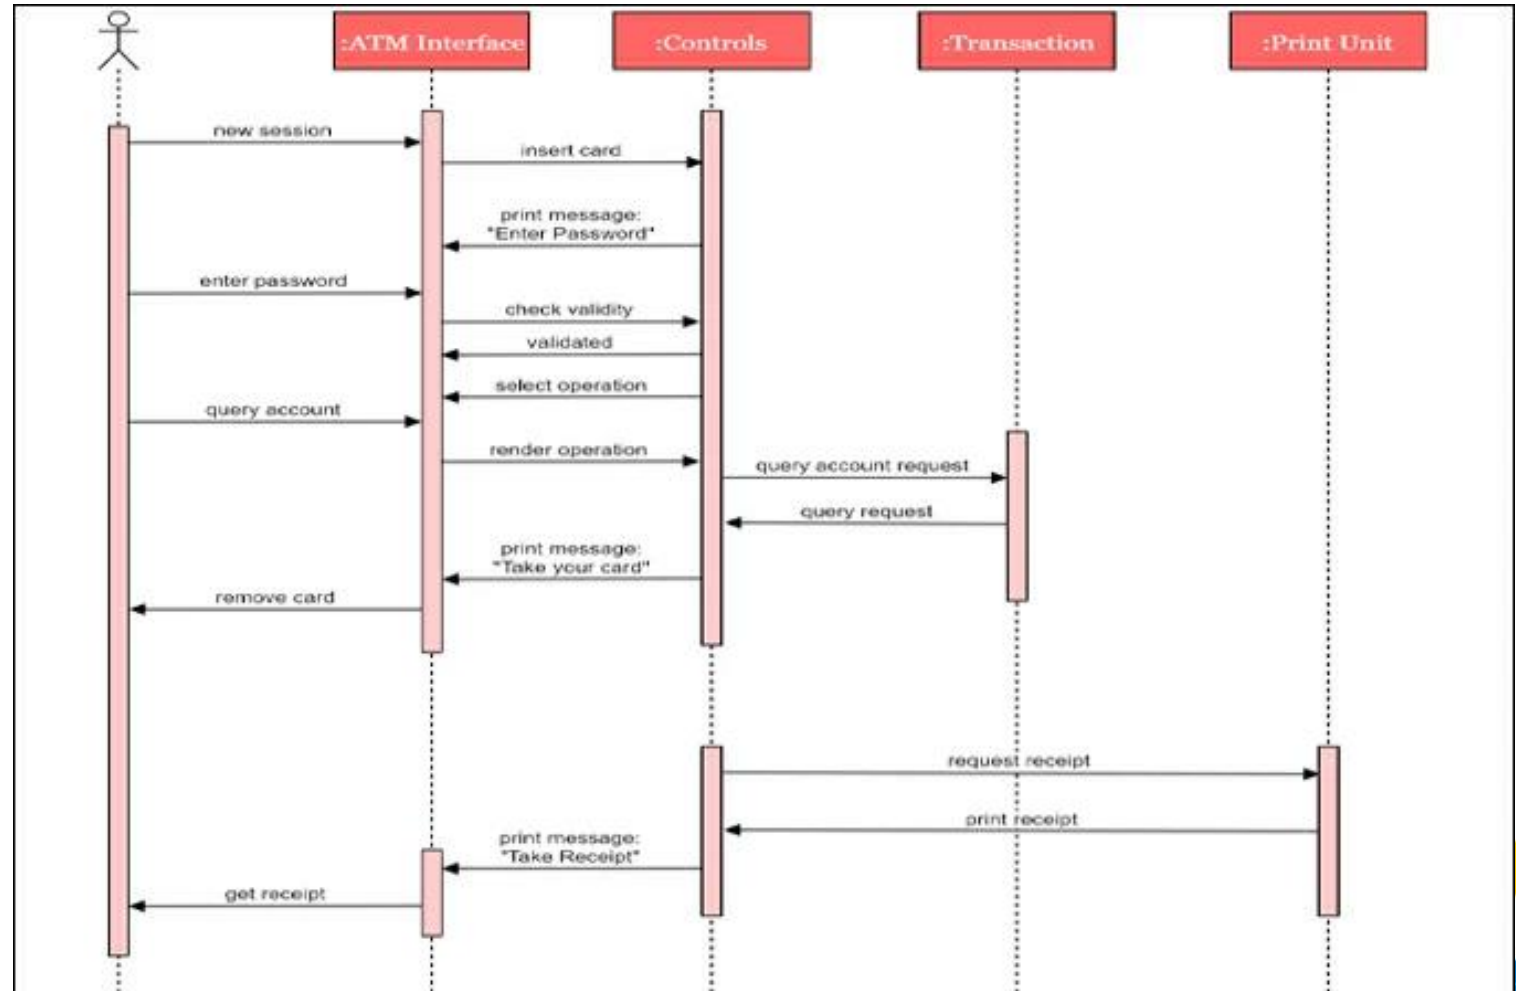 :ATM Interface
:Controls
:Transaction
:Print Unit
new session
insert card
print message:
"Enter Password"
enter password
check validity
validated
select operation
query account
render operation
query account request
query request
print message:
"Take your card"
remove card
request receipt
print receipt
print message:
"Take Receipt"
get receipt